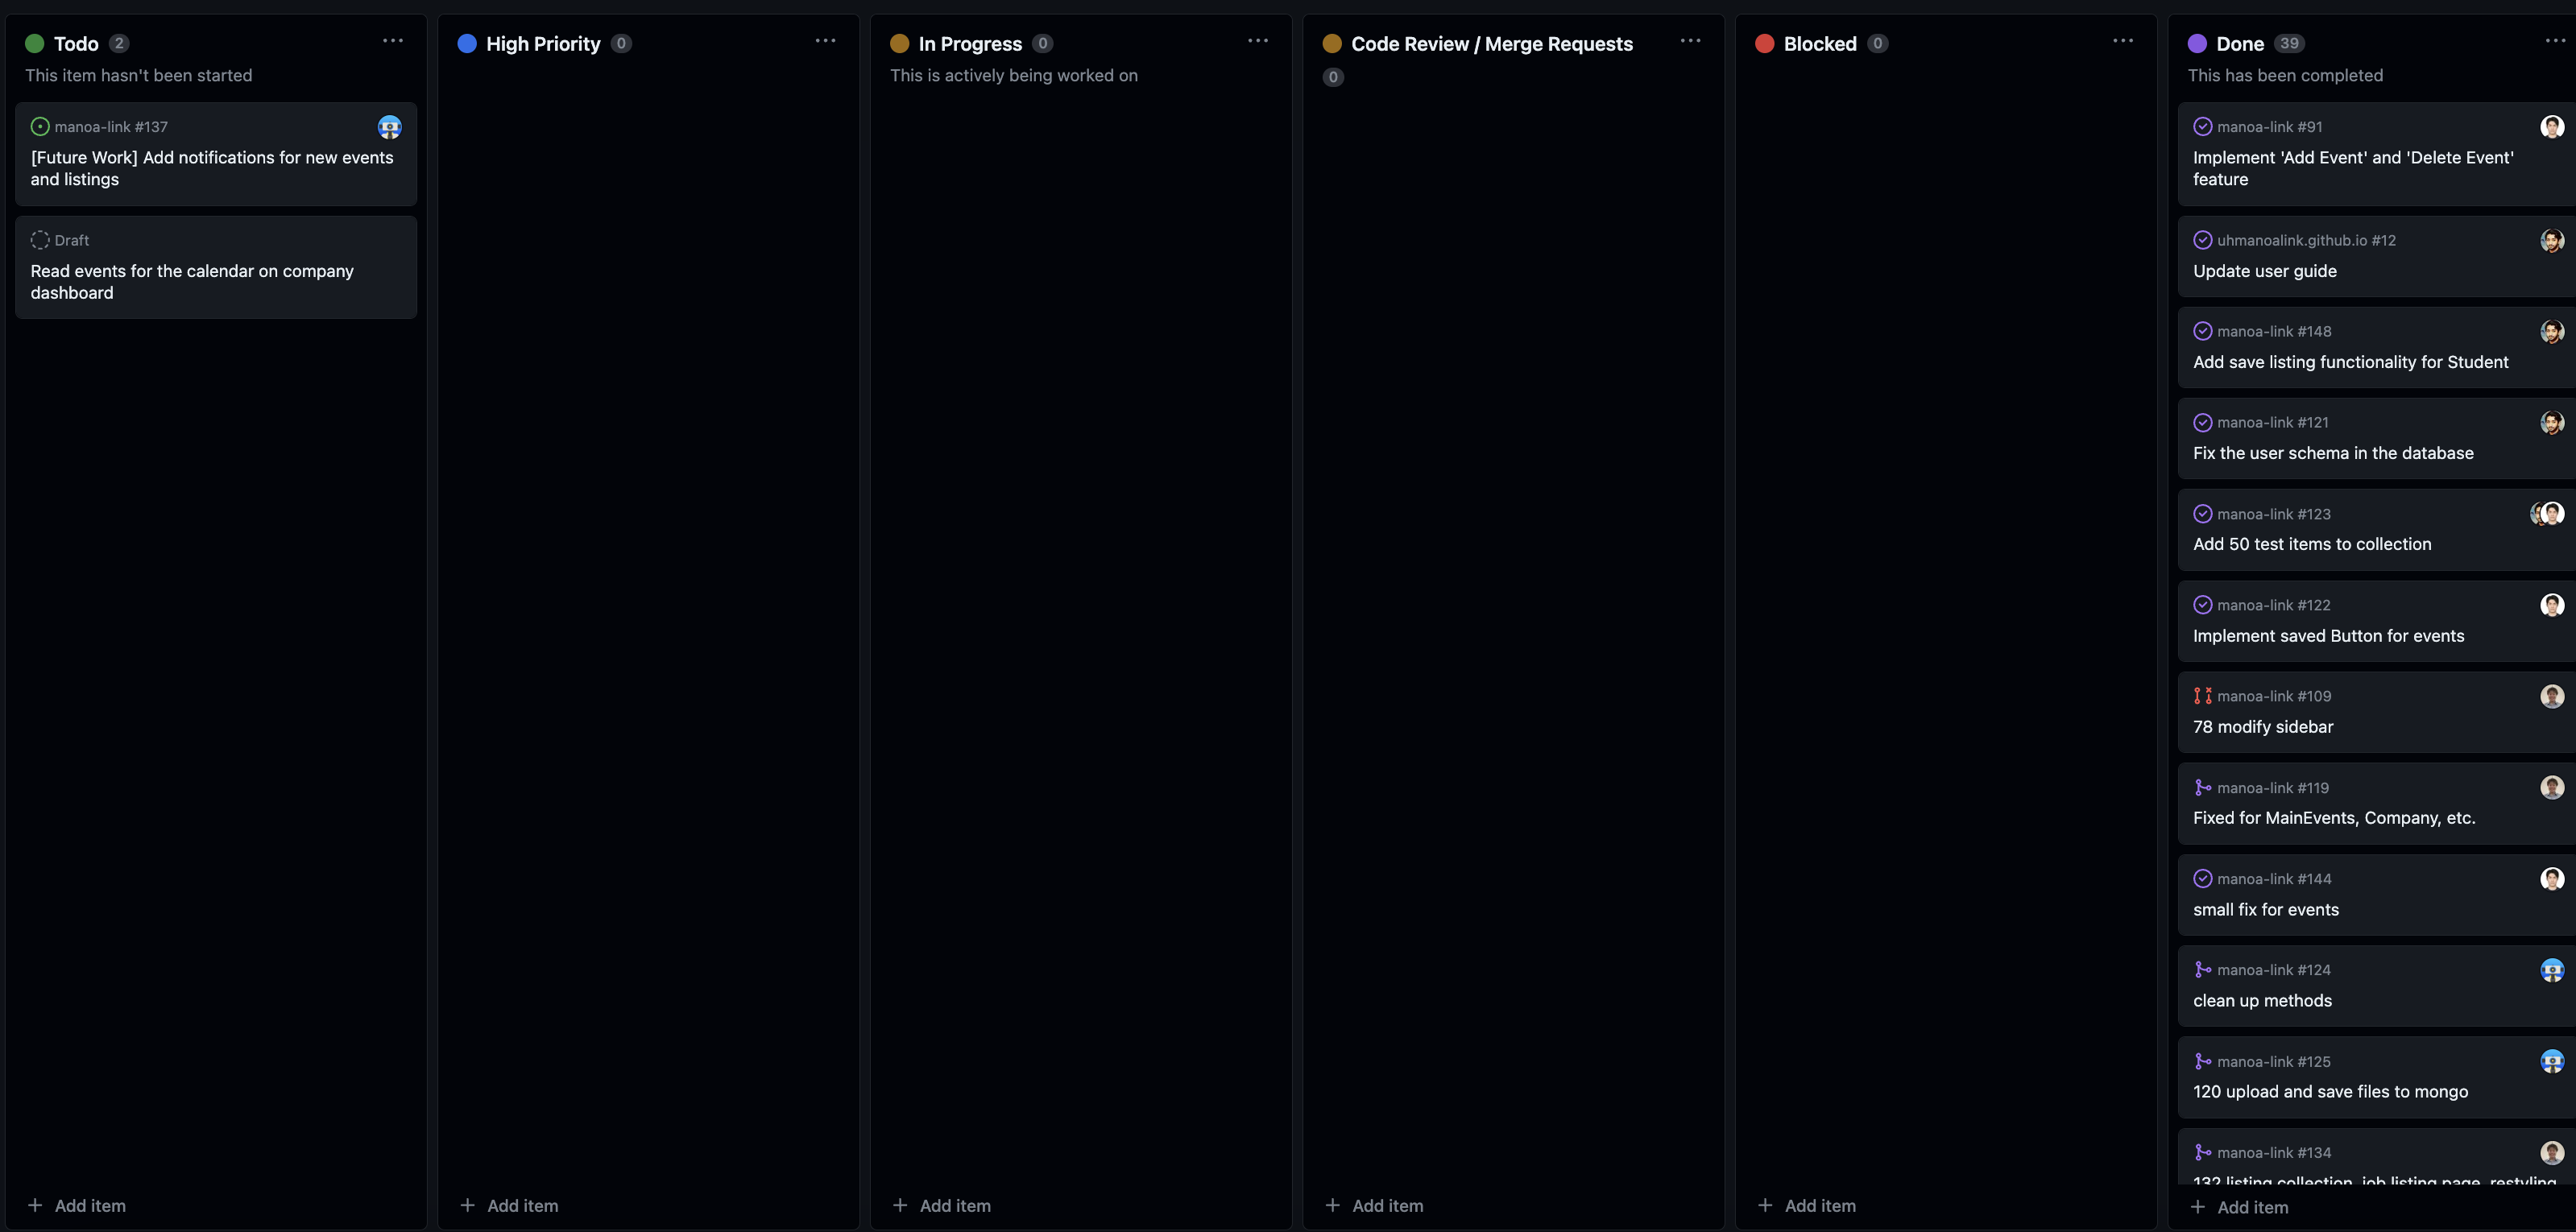 Todo 2
This item hasn't been started
manoa-link #137
[Future Work] Add notifications for new events
and listings
Draft
Read events for the calendar on company
dashboard
Add item
High Priority 0
Add item
In Progress 0
This is actively being worked on
Add item
Code Review / Merge Requests
0
Add item
Blocked 0
Add item
Done 39
This has been completed
manoa-link #91
Implement 'Add Event' and 'Delete Event'
feature
uhmanoalink.github.io #12
Update user guide
manoa-link #148
Add save listing functionality for Student
manoa-link #121
Fix the user schema in the database
manoa-link #123
Add 50 test items to collection
manoa-link #122
Implement saved Button for events
manoa-link #109
78 modify sidebar
manoa-link #119
Fixed for MainEvents, Company, etc.
manoa-link #144
small fix for events
manoa-link #124
clean up methods
manoa-link #125
120 upload and save files to mongo
manoa-link #134
132 listing collection, job listing page, restyling
Add item